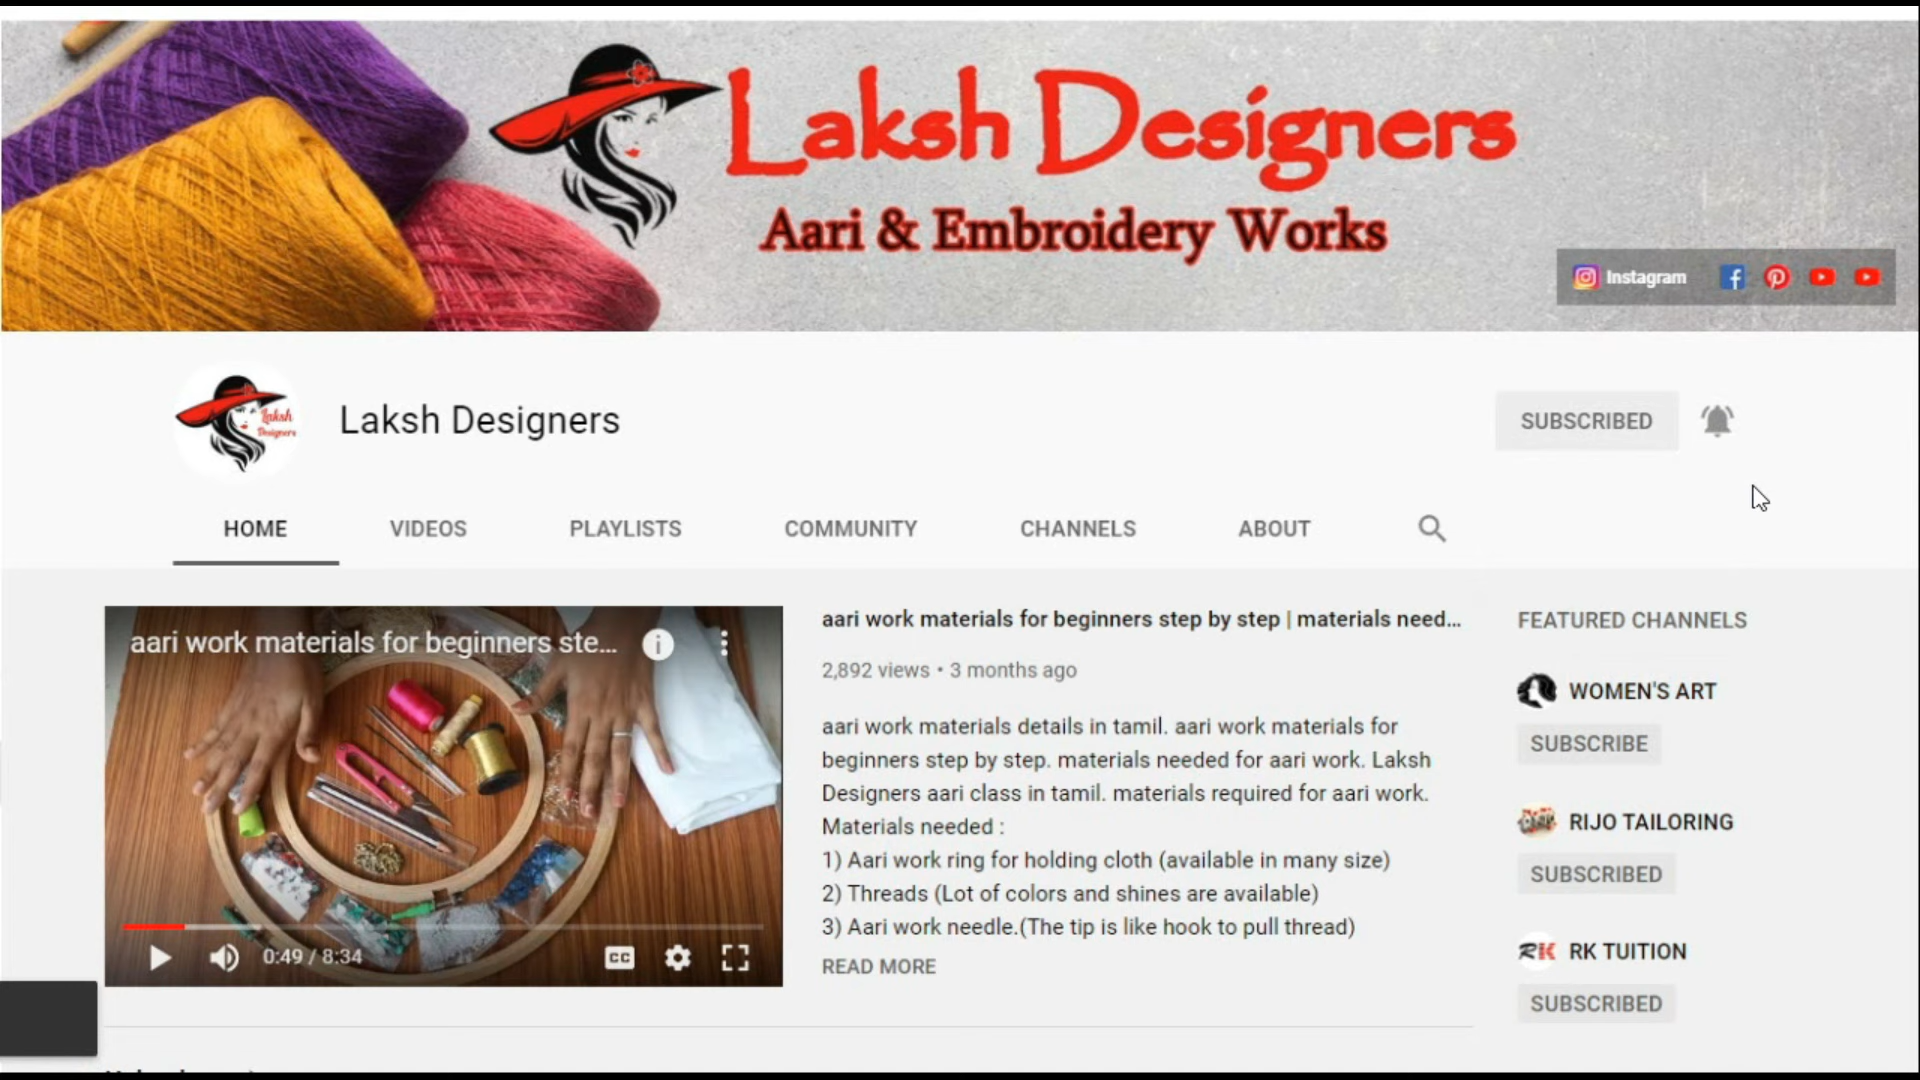 Laksh Designers
Aari & Embroidery Works
Instagram
Laksh
Designers
Laksh Designers
SUBSCRIBED
HOME
VIDEOS
PLAYLISTS
COMMUNITY
CHANNELS
ABOUT
aari work materials for beginners ste...
0:49 / 8:34
CC
aari work materials for beginners step by step | materials need...
2,892 views • 3 months ago
aari work materials details in tamil. aari work materials for
beginners step by step. materials needed for aari work. Laksh
Designers aari class in tamil. materials required for aari work.
Materials needed :
1) Aari work ring for holding cloth (available in many size)
2) Threads (Lot of colors and shines are available)
3) Aari work needle.(The tip is like hook to pull thread)
READ MORE
FEATURED CHANNELS
WOMEN'S ART
SUBSCRIBE
RIJO TAILORING
SUBSCRIBED
RK
RK TUITION
SUBSCRIBED